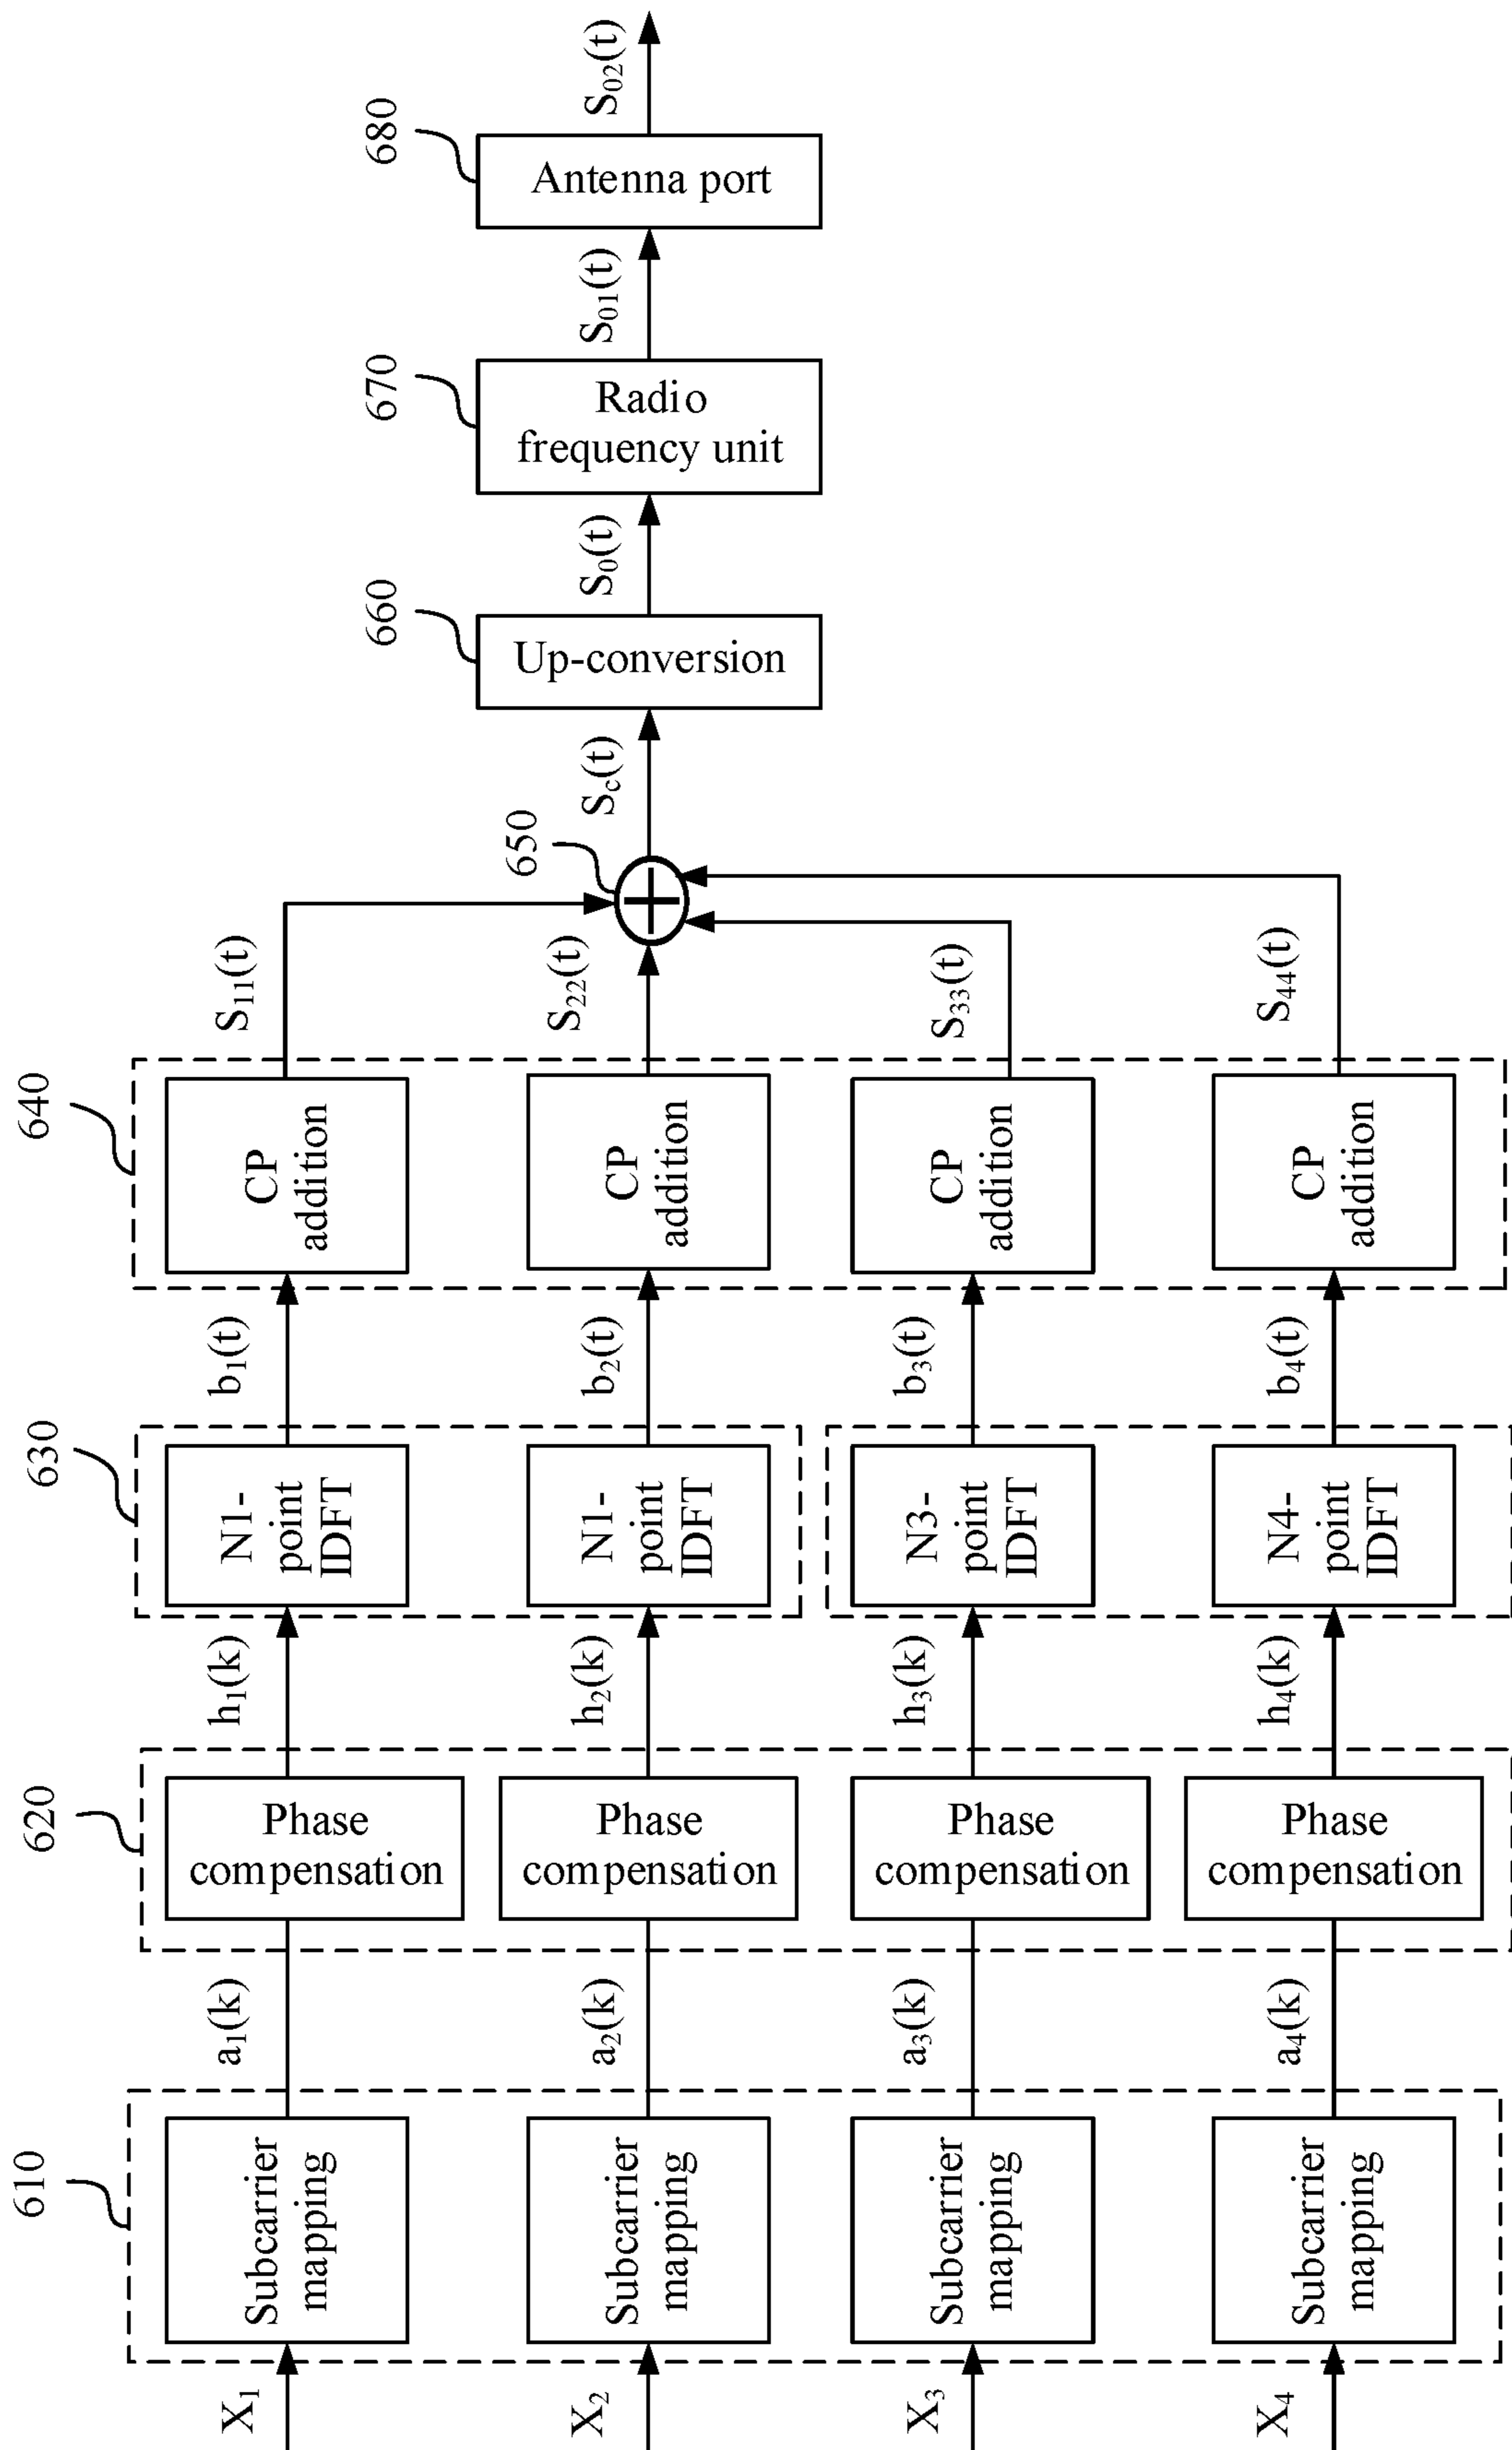 680
S02(t)
Antenna port
670
S01(t)
Radio
frequency unit
660
S0(t)
Up-conversion
650
Sc(t)
S11(t)
S22(t)
S33(t)
S44(t)
640
CP
addition
CP
addition
CP
addition
CP
addition
b1(t)
b2(t)
b3(t)
b4(t)
630
N1-
point
IDFT
N1-
point
IDFT
N3-
point
IDFT
N4-
point
IDFT
h1(k)
h2(k)
h3(k)
h4(k)
620
Phase
compensation
Phase
compensation
Phase
compensation
Phase
compensation
a1(k)
a2(k)
a3(k)
a4(k)
610
Subcarrier
mapping
Subcarrier
mapping
Subcarrier
mapping
Subcarrier
mapping
X1
X2
X3
X4